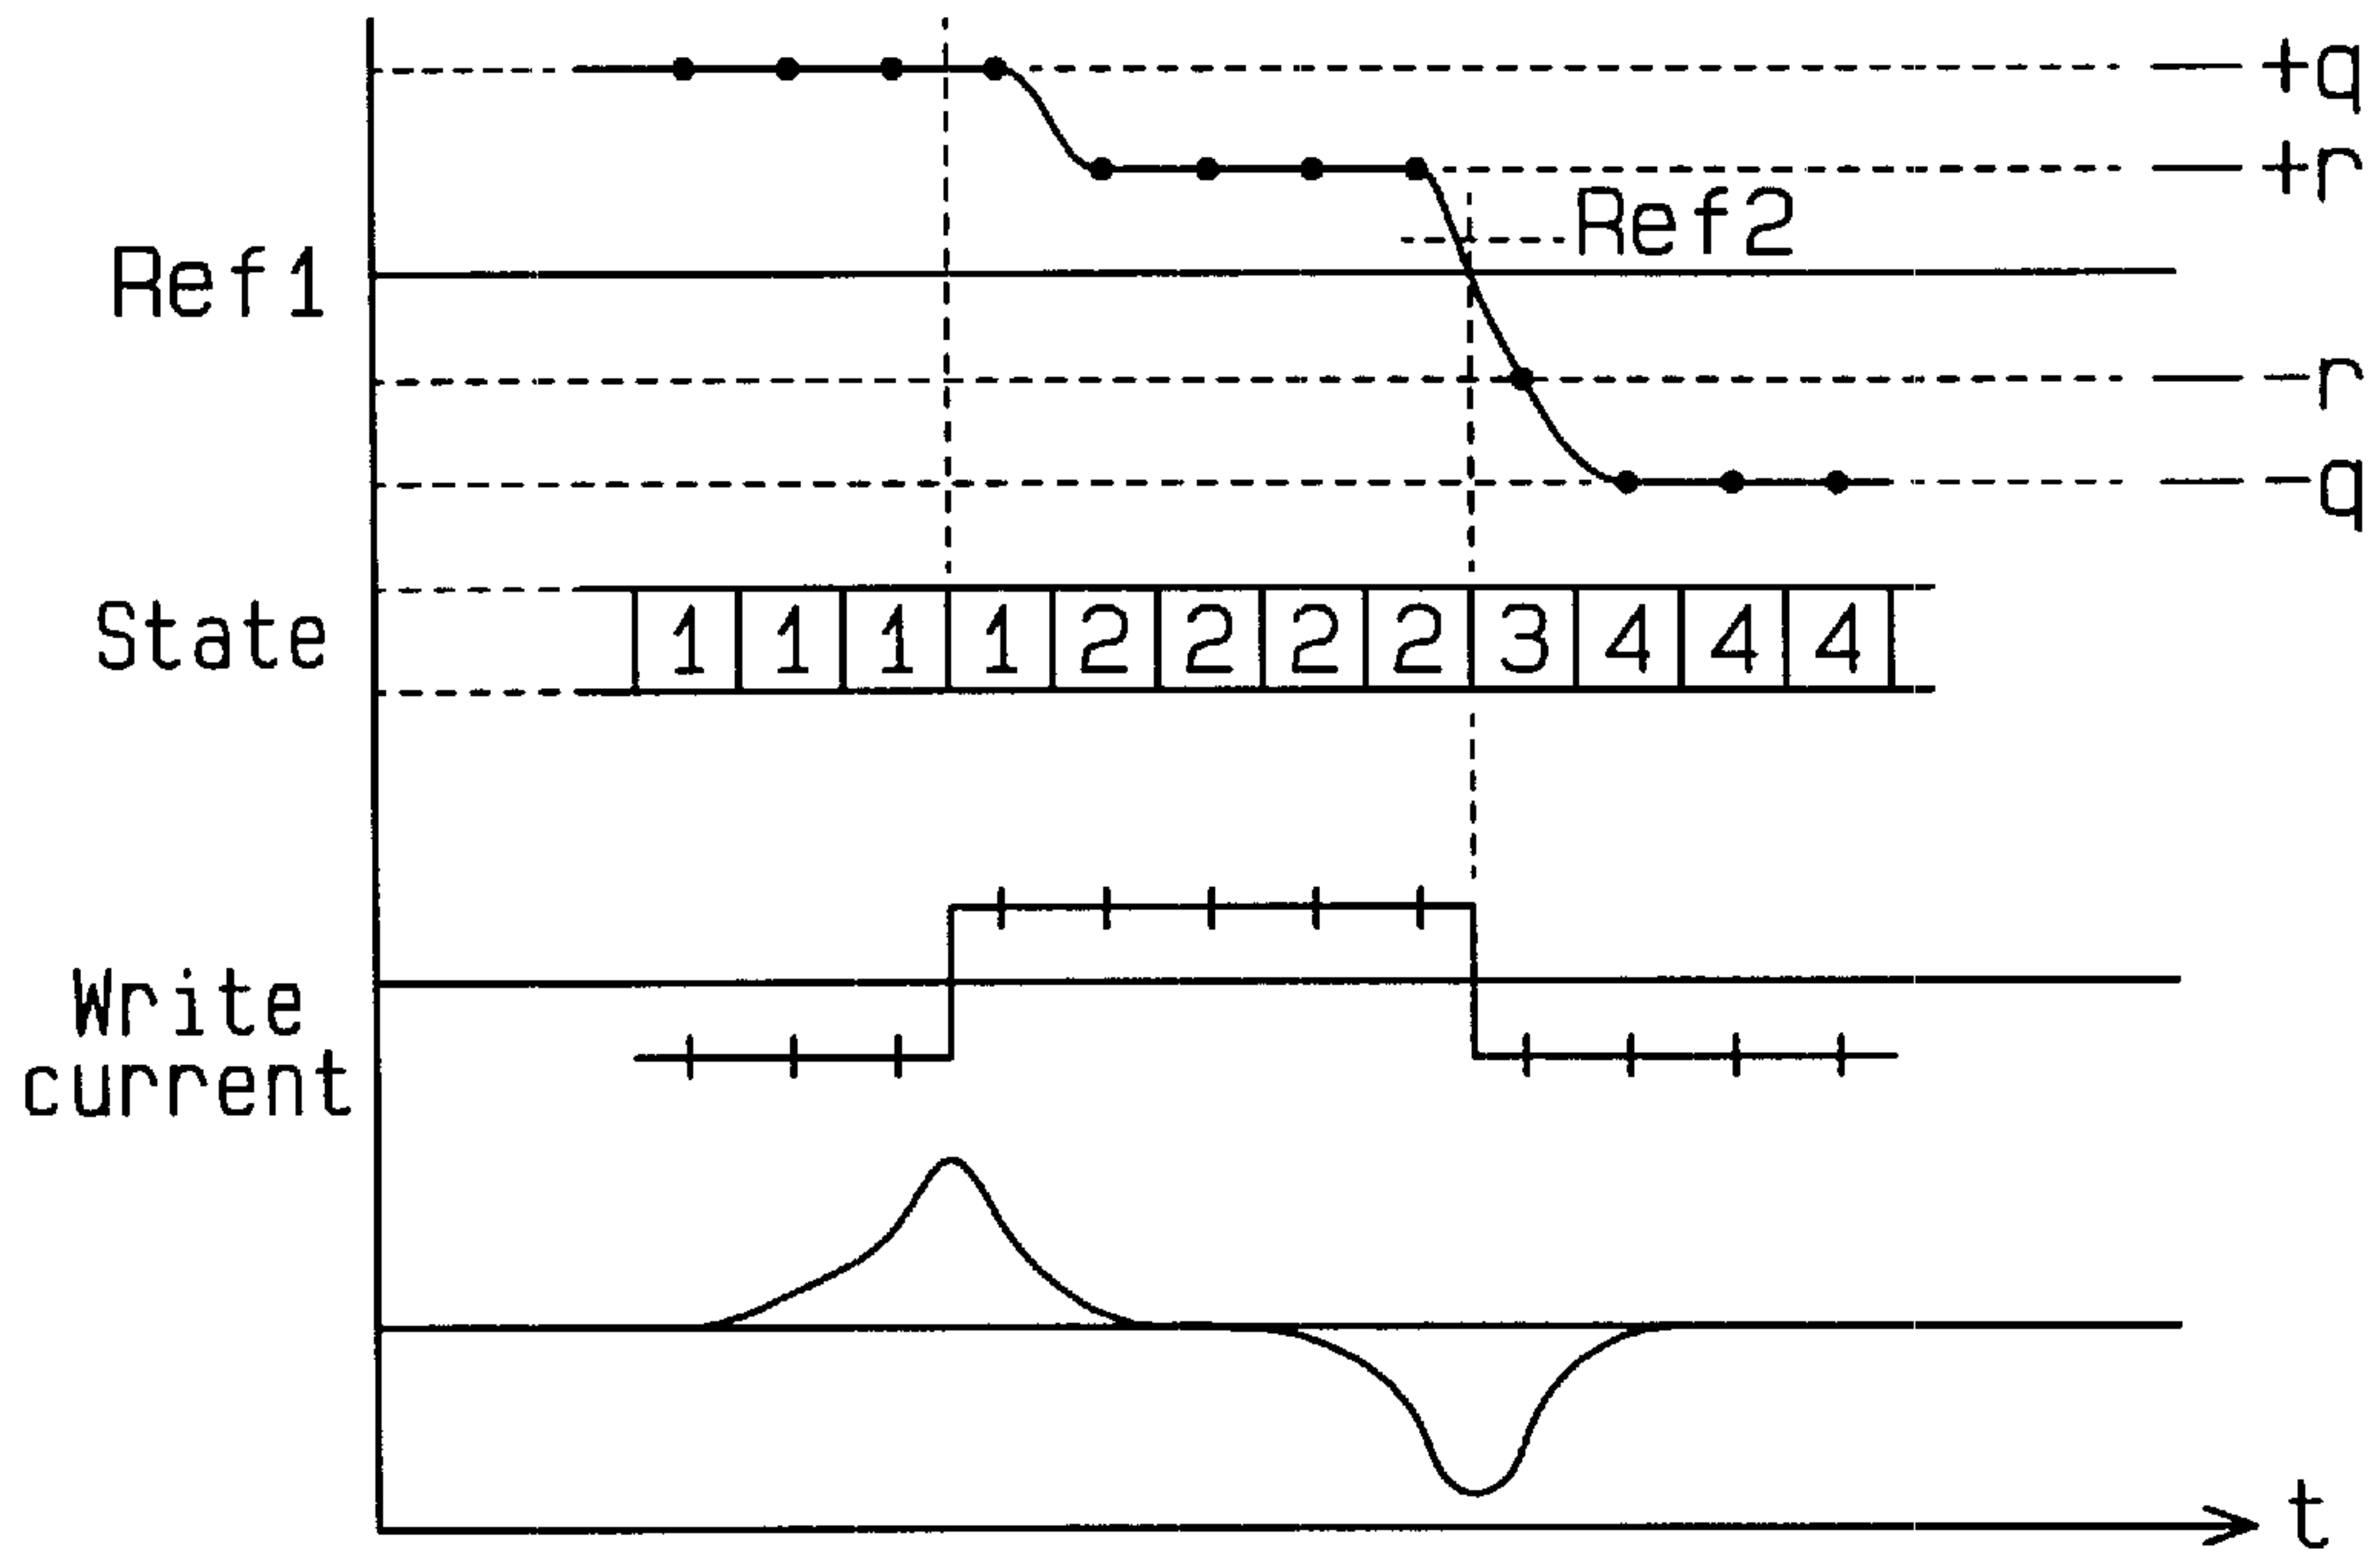 +q
+r
Ref2
Ref1
-r
-q
State 1 1 1 1 2 2 2 2 3 4 4 4
Write
current
t